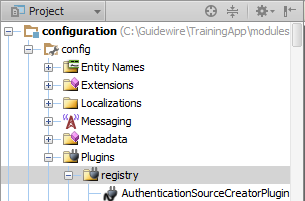 Project
configuration (C:\Guidewire\TrainingApp\modules
config
Entity Names
Extensions
Localizations
Messaging
Metadata
Plugins
registry
AuthenticationSourceCreatorPlugin